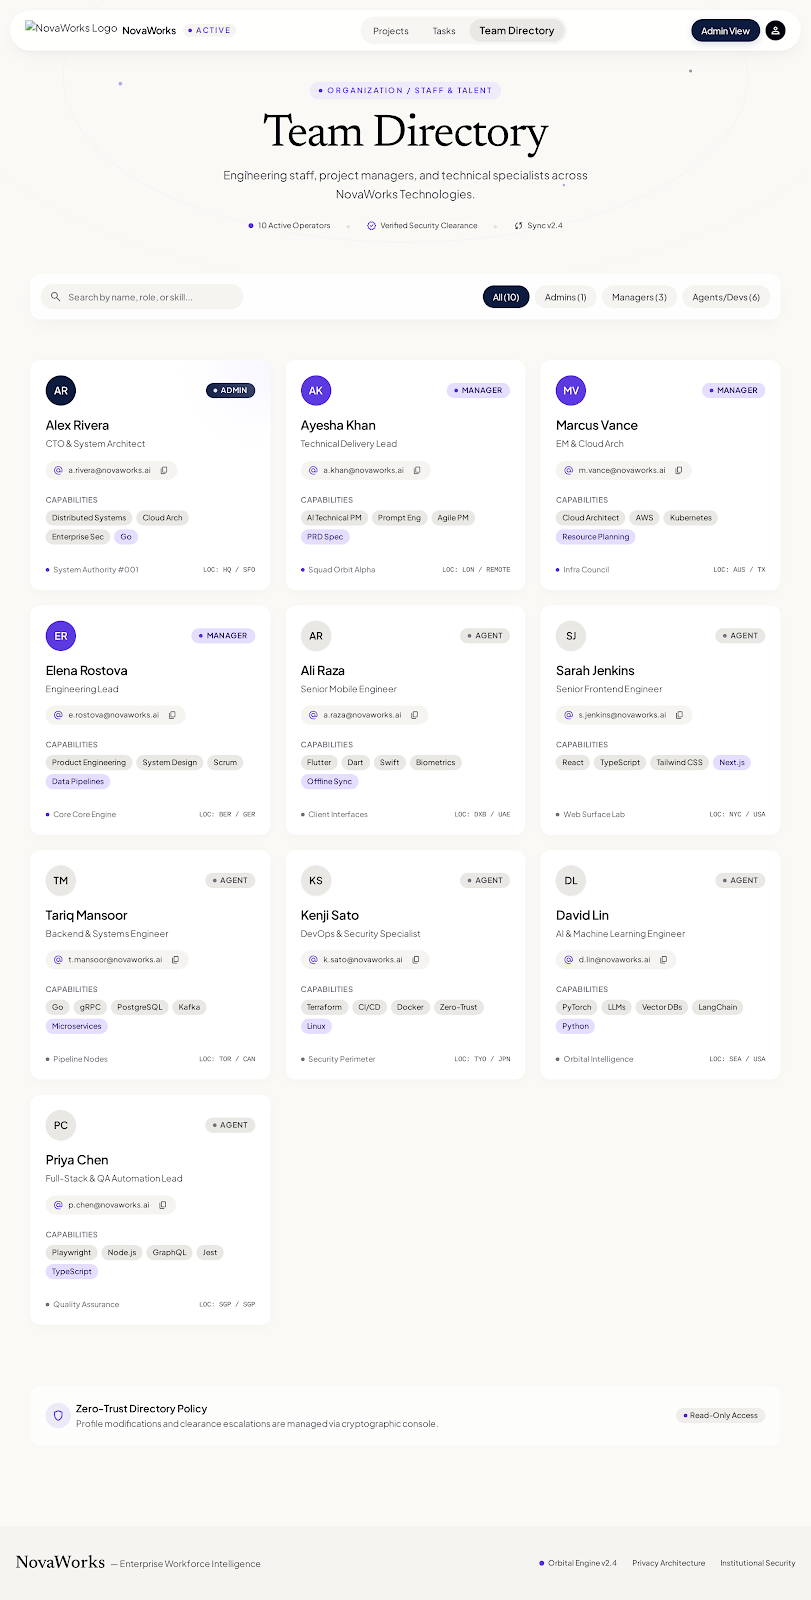 NovaWorks Logo NovaWorks ACTIVE Projects Tasks Team Directory Admin View
ORGANIZATION / STAFF & TALENT
Team Directory
Engineering staff, project managers, and technical specialists across
NovaWorks Technologies.
10 Active Operators Verified Security Clearance Sync v2.4
Search by name, role, or skill... All (10) Admins (1) Managers (3) Agents/Devs (6)
AR ADMIN
Alex Rivera
CTO & System Architect
@ a.rivera@novaworks.ai
CAPABILITIES
Distributed Systems Cloud Arch
Enterprise Sec Go
System Authority #001 LOC: HQ / SFO
AK MANAGER
Ayesha Khan
Technical Delivery Lead
@ a.khan@novaworks.ai
CAPABILITIES
AI Technical PM Prompt Eng Agile PM
PRD Spec
Squad Orbit Alpha LOC: LON / REMOTE
MV MANAGER
Marcus Vance
EM & Cloud Arch
@ m.vance@novaworks.ai
CAPABILITIES
Cloud Architect AWS Kubernetes
Resource Planning
Infra Council LOC: AUS / TX
ER MANAGER
Elena Rostova
Engineering Lead
@ e.rostova@novaworks.ai
CAPABILITIES
Product Engineering System Design Scrum
Data Pipelines
Core Core Engine LOC: BER / GER
AR AGENT
Ali Raza
Senior Mobile Engineer
@ a.raza@novaworks.ai
CAPABILITIES
Flutter Dart Swift Biometrics
Offline Sync
Client Interfaces LOC: DXB / UAE
SJ AGENT
Sarah Jenkins
Senior Frontend Engineer
@ s.jenkins@novaworks.ai
CAPABILITIES
React TypeScript Tailwind CSS Next.js
Web Surface Lab LOC: NYC / USA
TM AGENT
Tariq Mansoor
Backend & Systems Engineer
@ t.mansoor@novaworks.ai
CAPABILITIES
Go gRPC PostgreSQL Kafka
Microservices
Pipeline Nodes LOC: TOR / CAN
KS AGENT
Kenji Sato
DevOps & Security Specialist
@ k.sato@novaworks.ai
CAPABILITIES
Terraform CI/CD Docker Zero-Trust
Linux
Security Perimeter LOC: TYO / JPN
DL AGENT
David Lin
AI & Machine Learning Engineer
@ d.lin@novaworks.ai
CAPABILITIES
PyTorch LLMs Vector DBs LangChain
Python
Orbital Intelligence LOC: SEA / USA
PC AGENT
Priya Chen
Full-Stack & QA Automation Lead
@ p.chen@novaworks.ai
CAPABILITIES
Playwright Node.js GraphQL Jest
TypeScript
Quality Assurance LOC: SGP / SGP
Zero-Trust Directory Policy
Profile modifications and clearance escalations are managed via cryptographic console.
Read-Only Access
NovaWorks — Enterprise Workforce Intelligence Orbital Engine v2.4 Privacy Architecture Institutional Security